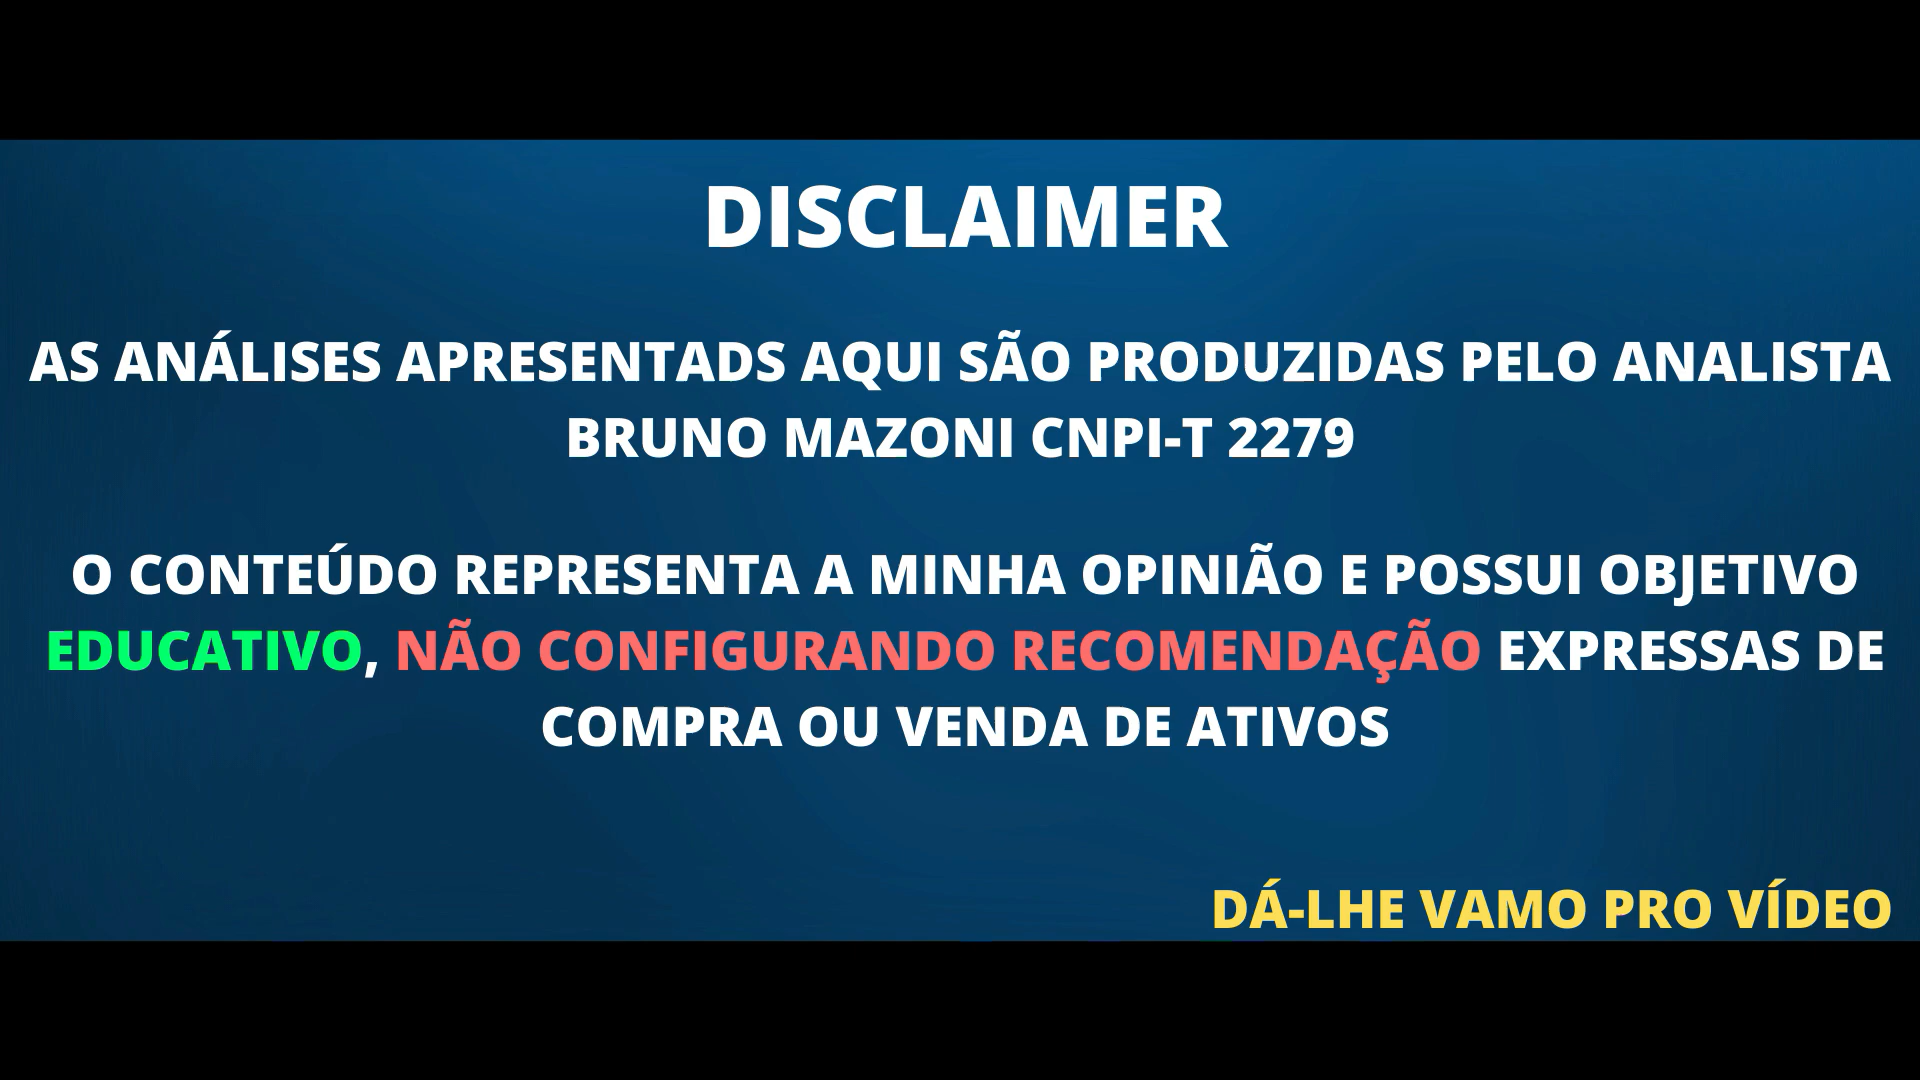 DISCLAIMER
AS ANÁLISES APRESENTADS AQUI SÃO PRODUZIDAS PELO ANALISTA
BRUNO MAZONI CNPI-T 2279
O CONTEÚDO REPRESENTA A MINHA OPINIÃO E POSSUI OBJETIVO
EDUCATIVO, NÃO CONFIGURANDO RECOMENDAÇÃO EXPRESSAS DE
COMPRA OU VENDA DE ATIVOS
DÁ-LHE VAMO PRO VÍDEO